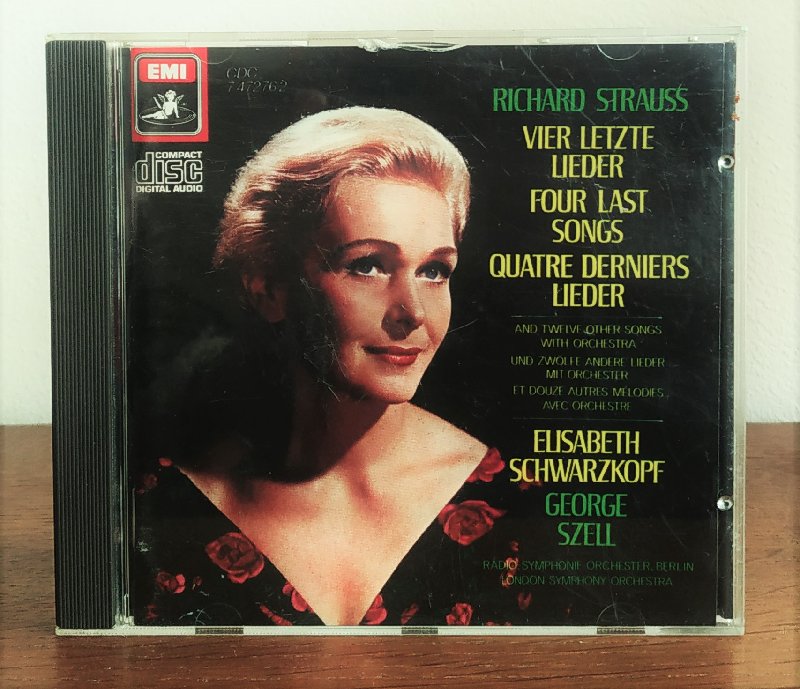 EMI
CDC
7 47276 2
COMPACT
disc
DIGITAL AUDIO
RICHARD STRAUSS
VIER LETZTE
LIEDER
FOUR LAST
SONGS
QUATRE DERNIERS
LIEDER
AND TWELVE OTHER SONGS
WITH ORCHESTRA
UND ZWÖLFE ANDERE LIEDER
MIT ORCHESTER
ET DOUZE AUTRES MÉLODIES
AVEC ORCHESTRE
ELISABETH
SCHWARZKOPF
GEORGE
SZELL
RADIO-SYMPHONIE ORCHESTER, BERLIN
LONDON SYMPHONY ORCHESTRA